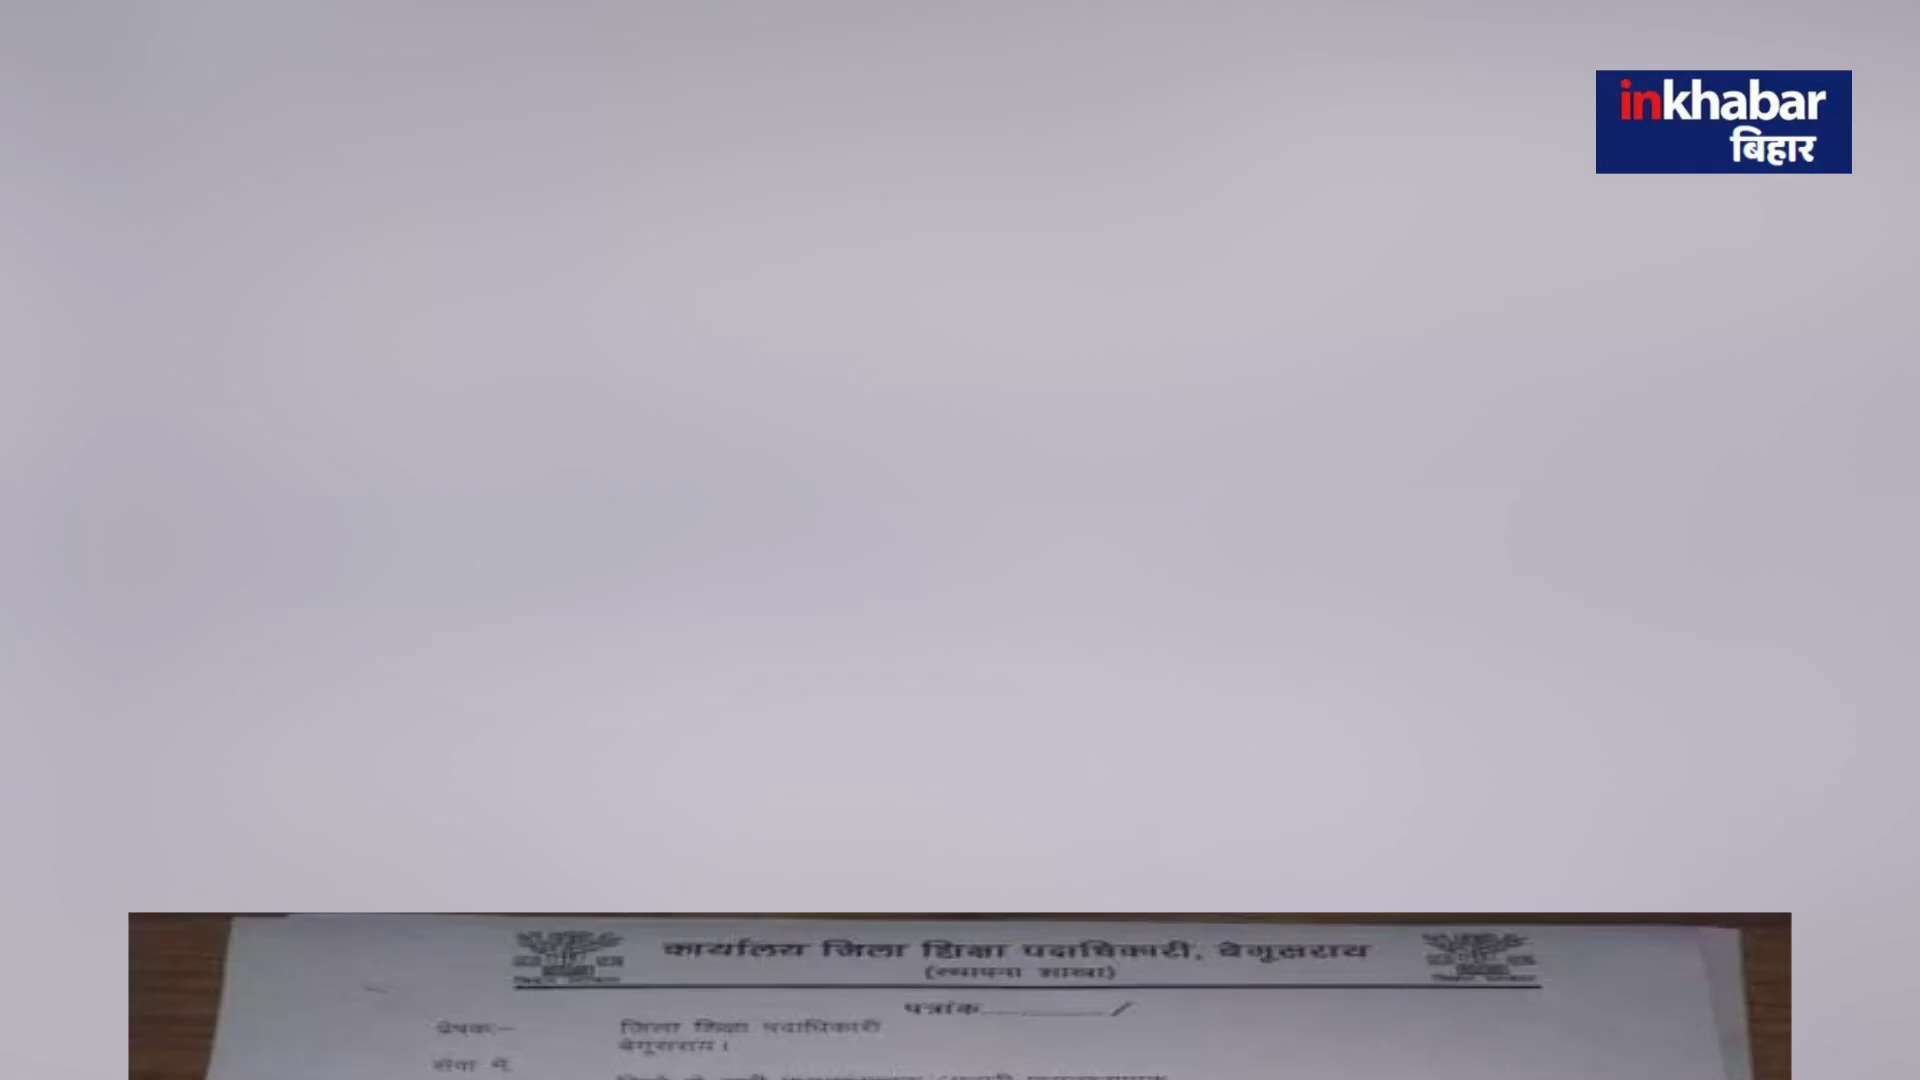 inkhabar
बिहार
कार्यालय जिला शिक्षा पदाधिकारी, बेगूसराय
(स्थापना शाखा)
पत्रांक............../
प्रेषक:-
जिला शिक्षा पदाधिकारी
बेगूसराय।
सेवा में,